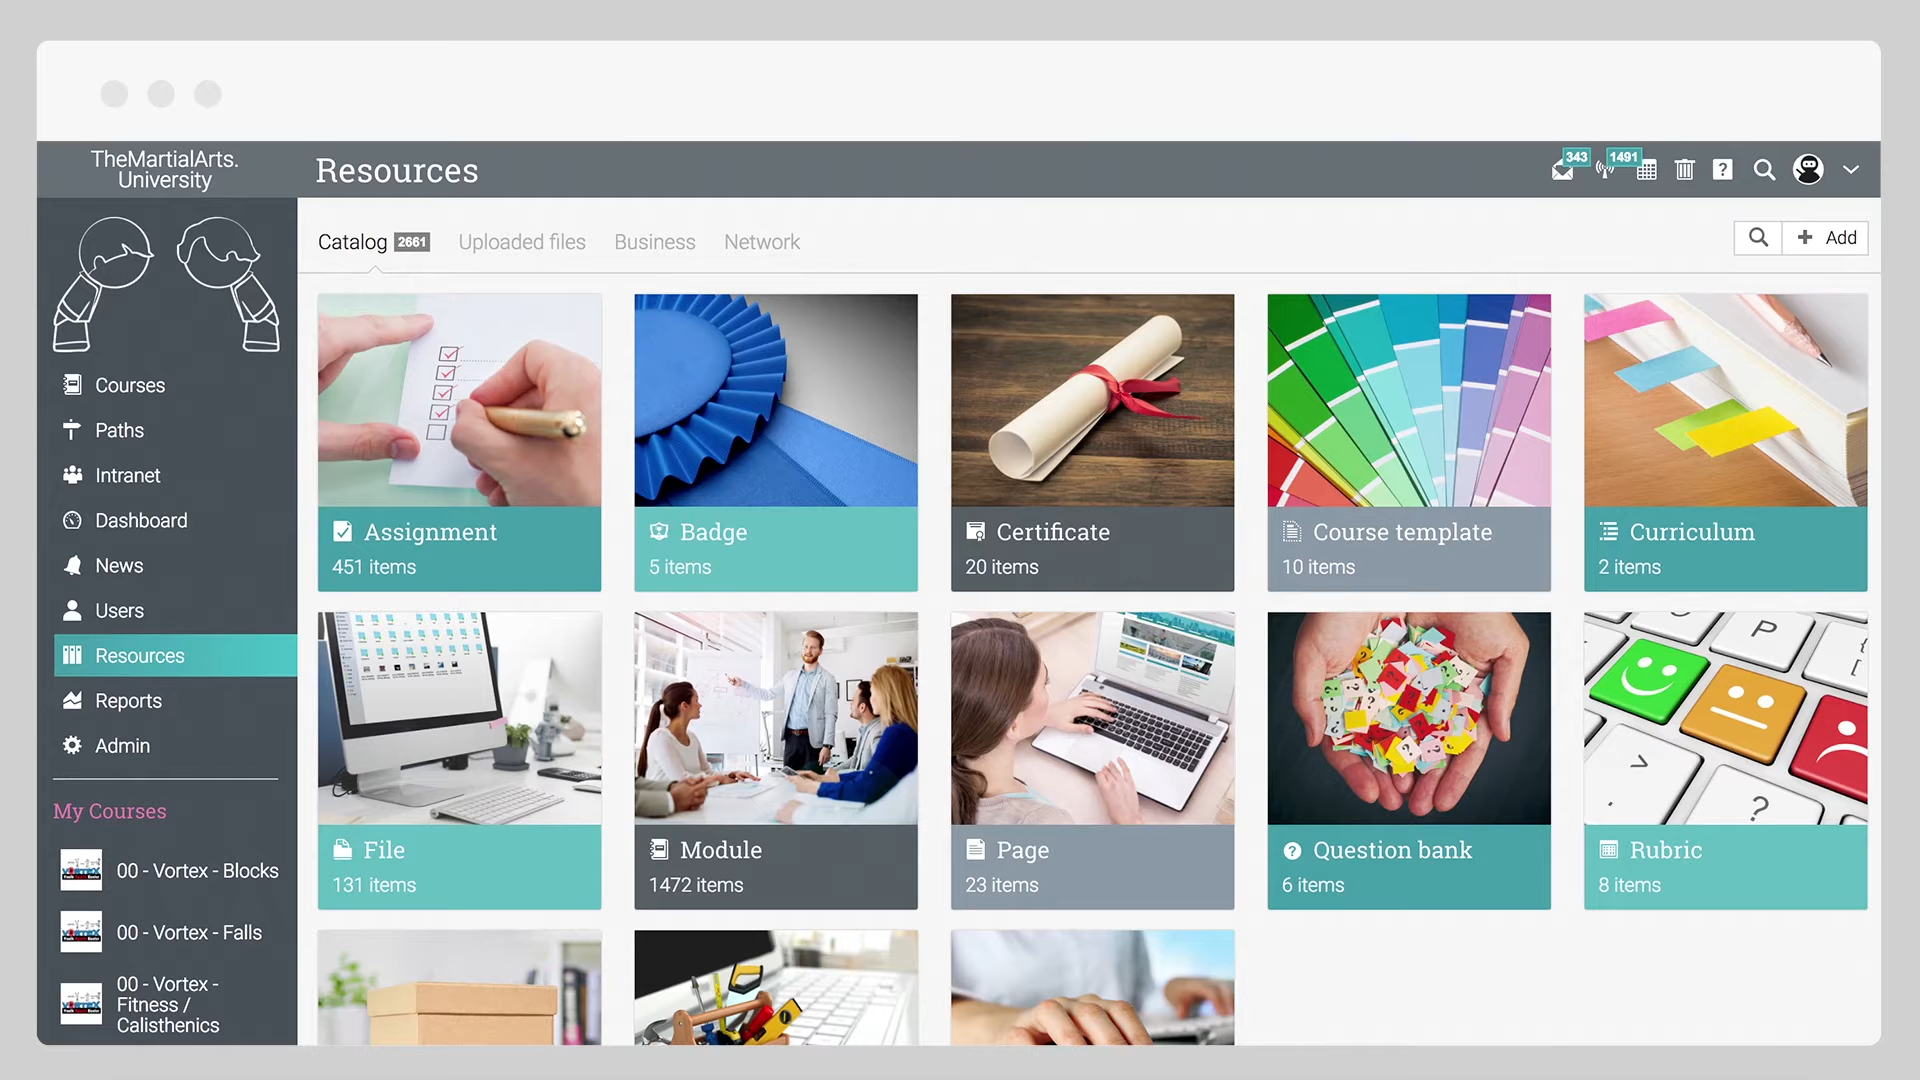 TheMartialArts.
University
Resources
343
1491
?
Catalog 2661
Uploaded files
Business
Network
+ Add
Courses
Paths
Intranet
Dashboard
News
Users
Resources
Reports
Admin
My Courses
00 - Vortex - Blocks
00 - Vortex - Falls
00 - Vortex -
Fitness /
Calisthenics
Assignment
451 items
Badge
5 items
Certificate
20 items
Course template
10 items
Curriculum
2 items
File
131 items
Module
1472 items
Page
23 items
Question bank
6 items
P
?
Rubric
8 items